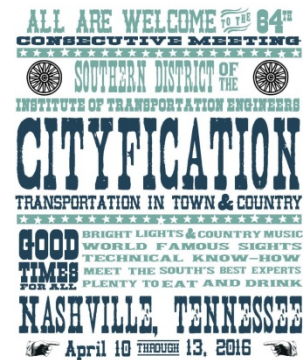 ALL ARE WELCOME TO THE 84TH
CONSECUTIVE MEETING
SOUTHERN DISTRICT OF THE
INSTITUTE OF TRANSPORTATION ENGINEERS
CITYFICATION
TRANSPORTATION IN TOWN & COUNTRY
GOOD TIMES FOR ALL
BRIGHT LIGHTS & COUNTRY MUSIC
WORLD FAMOUS SIGHTS
TECHNICAL KNOW-HOW
MEET THE SOUTH'S BEST EXPERTS
PLENTY TO EAT AND DRINK
NASHVILLE, TENNESSEE
April 10 THROUGH 13, 2016